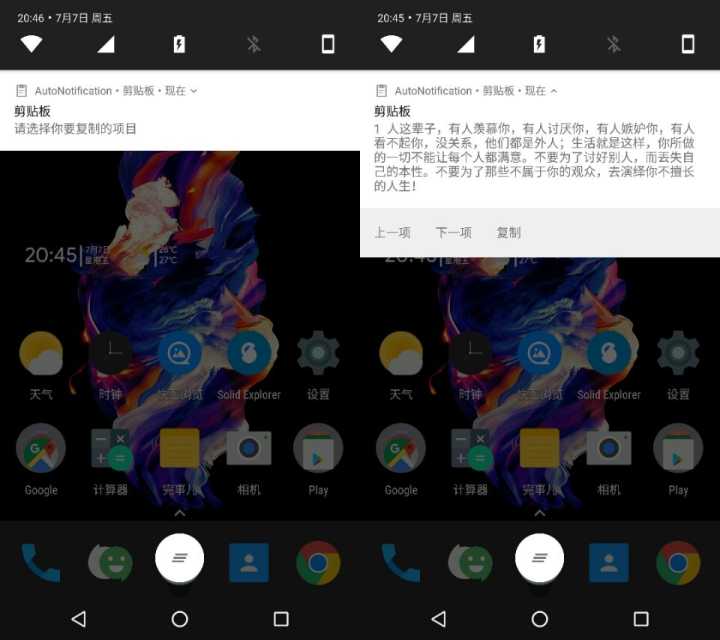 20:46 • 7月7日 周五
AutoNotification • 剪贴板 • 现在
剪贴板
请选择你要复制的项目
20:45
7月7日
星期五
26°C
27°C
天气
时钟
Solid Explorer
设置
Google
计算器
相机
Play
20:45 • 7月7日 周五
AutoNotification • 剪贴板 • 现在
剪贴板
1 人这辈子，有人羡慕你，有人讨厌你，有人嫉妒你，有人
看不起你，没关系，他们都是外人；生活就是这样，你所做
的一切不能让每个人都满意。不要为了讨好别人，而丢失自
己的本性。不要为了那些不属于你的观众，去演绎你不擅长
的人生！
上一项
下一项
复制
天气
时钟
Solid Explorer
设置
Google
计算器
相机
Play